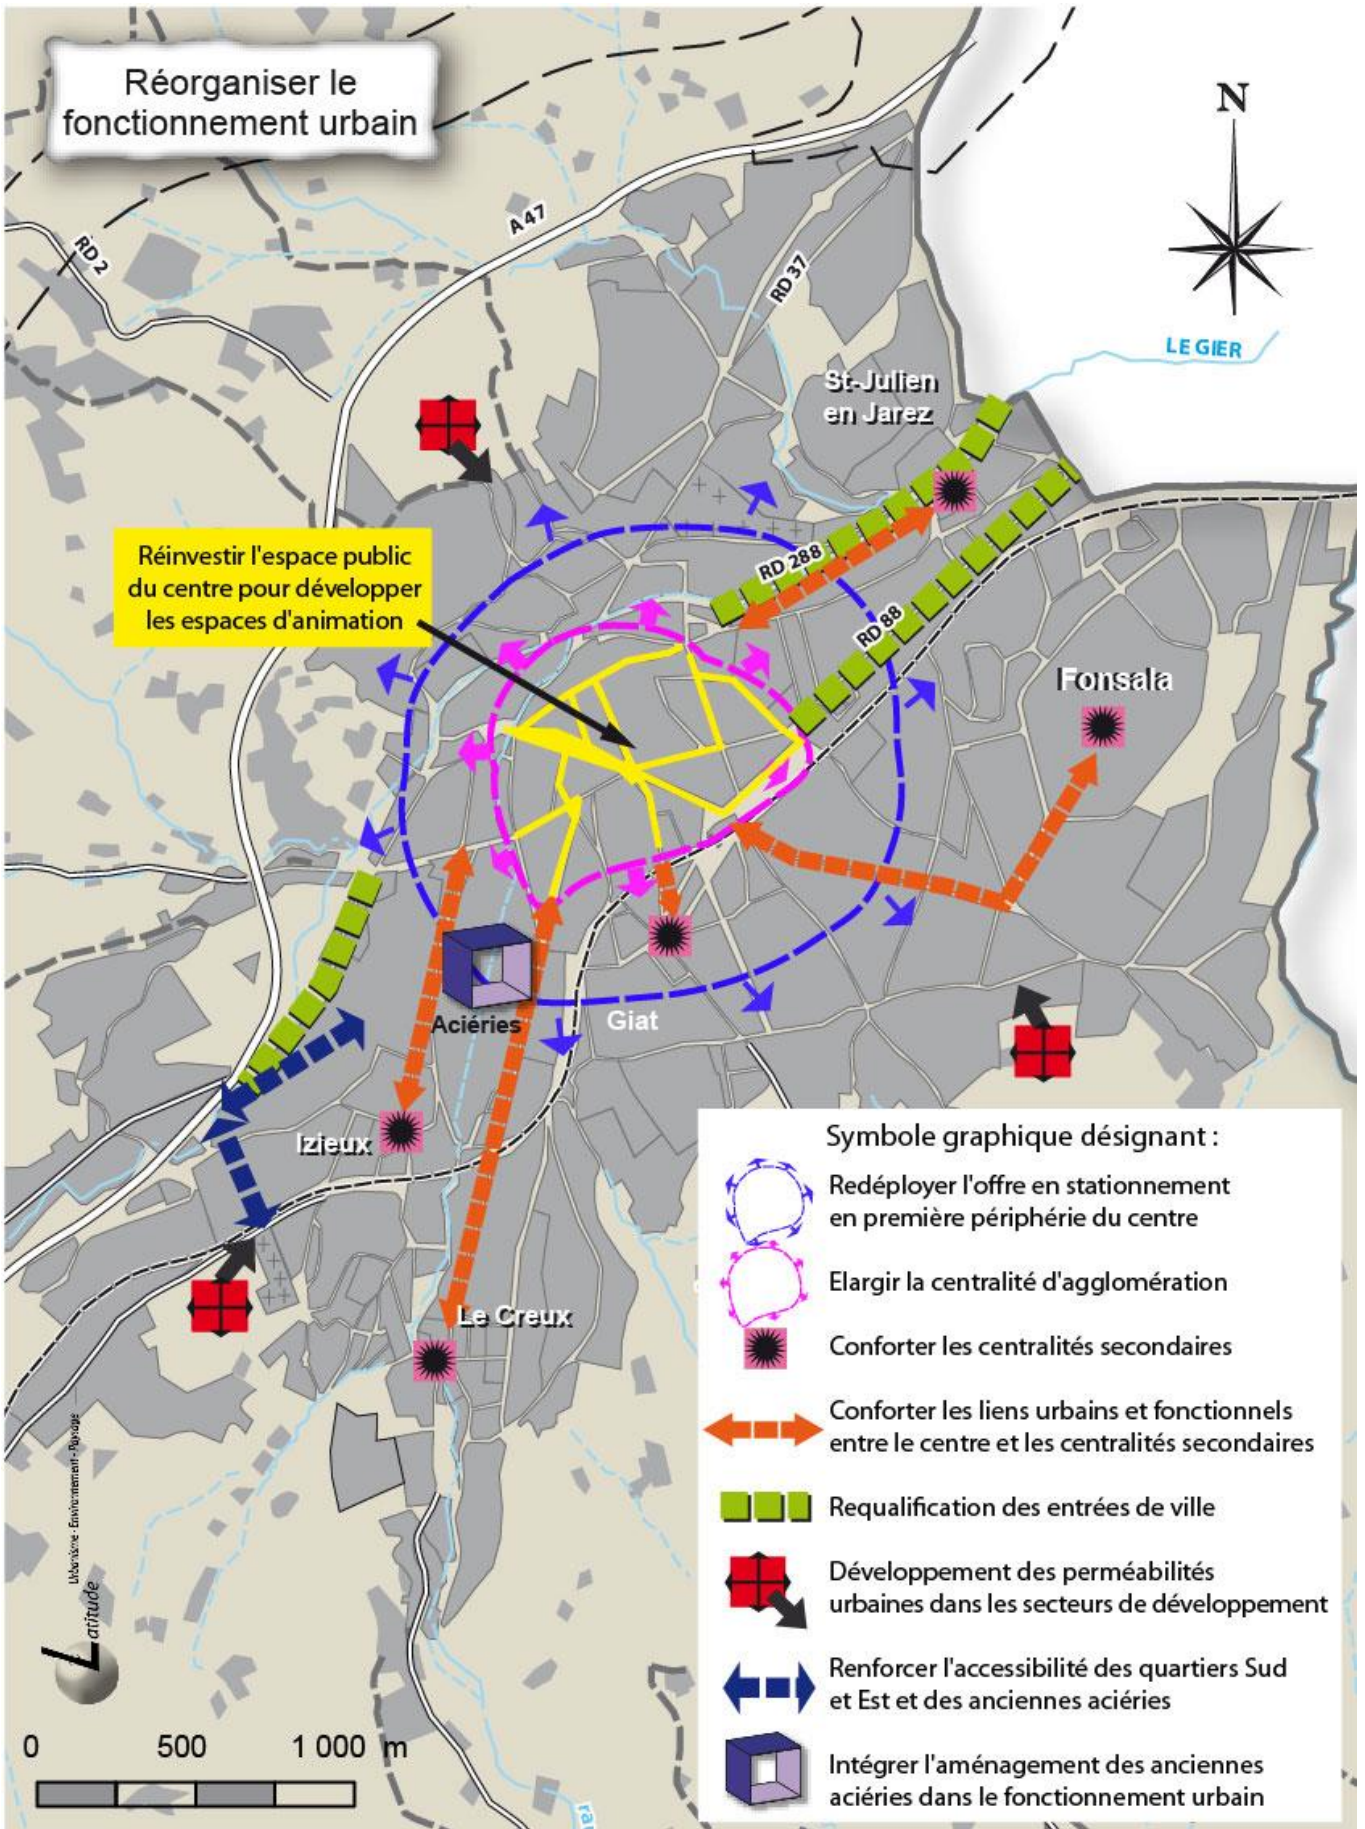 Réorganiser le
fonctionnement urbain
N
A 47
RD 2
RD 37
LE GIER
St-Julien
en Jarez
RD 288
RD 88
Réinvestir l'espace public
du centre pour développer
les espaces d'animation
Fonsala
Aciéries
Giat
Izieux
Le Creux
Symbole graphique désignant :
Redéployer l'offre en stationnement
en première périphérie du centre
Elargir la centralité d'agglomération
Conforter les centralités secondaires
Conforter les liens urbains et fonctionnels
entre le centre et les centralités secondaires
Requalification des entrées de ville
Développement des perméabilités
urbaines dans les secteurs de développement
Renforcer l'accessibilité des quartiers Sud
et Est et des anciennes aciéries
Intégrer l'aménagement des anciennes
aciéries dans le fonctionnement urbain
Latitude
Urbanisme - Environnement - Paysage
0 500 1 000 m